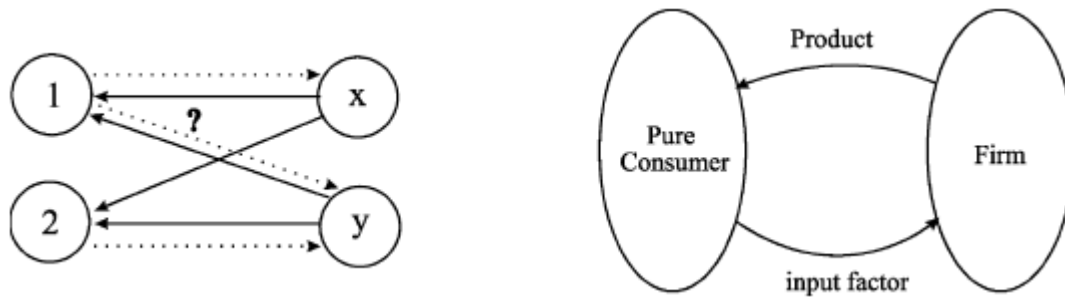 1
x
?
2
y
Product
Pure
Consumer
Firm
input factor